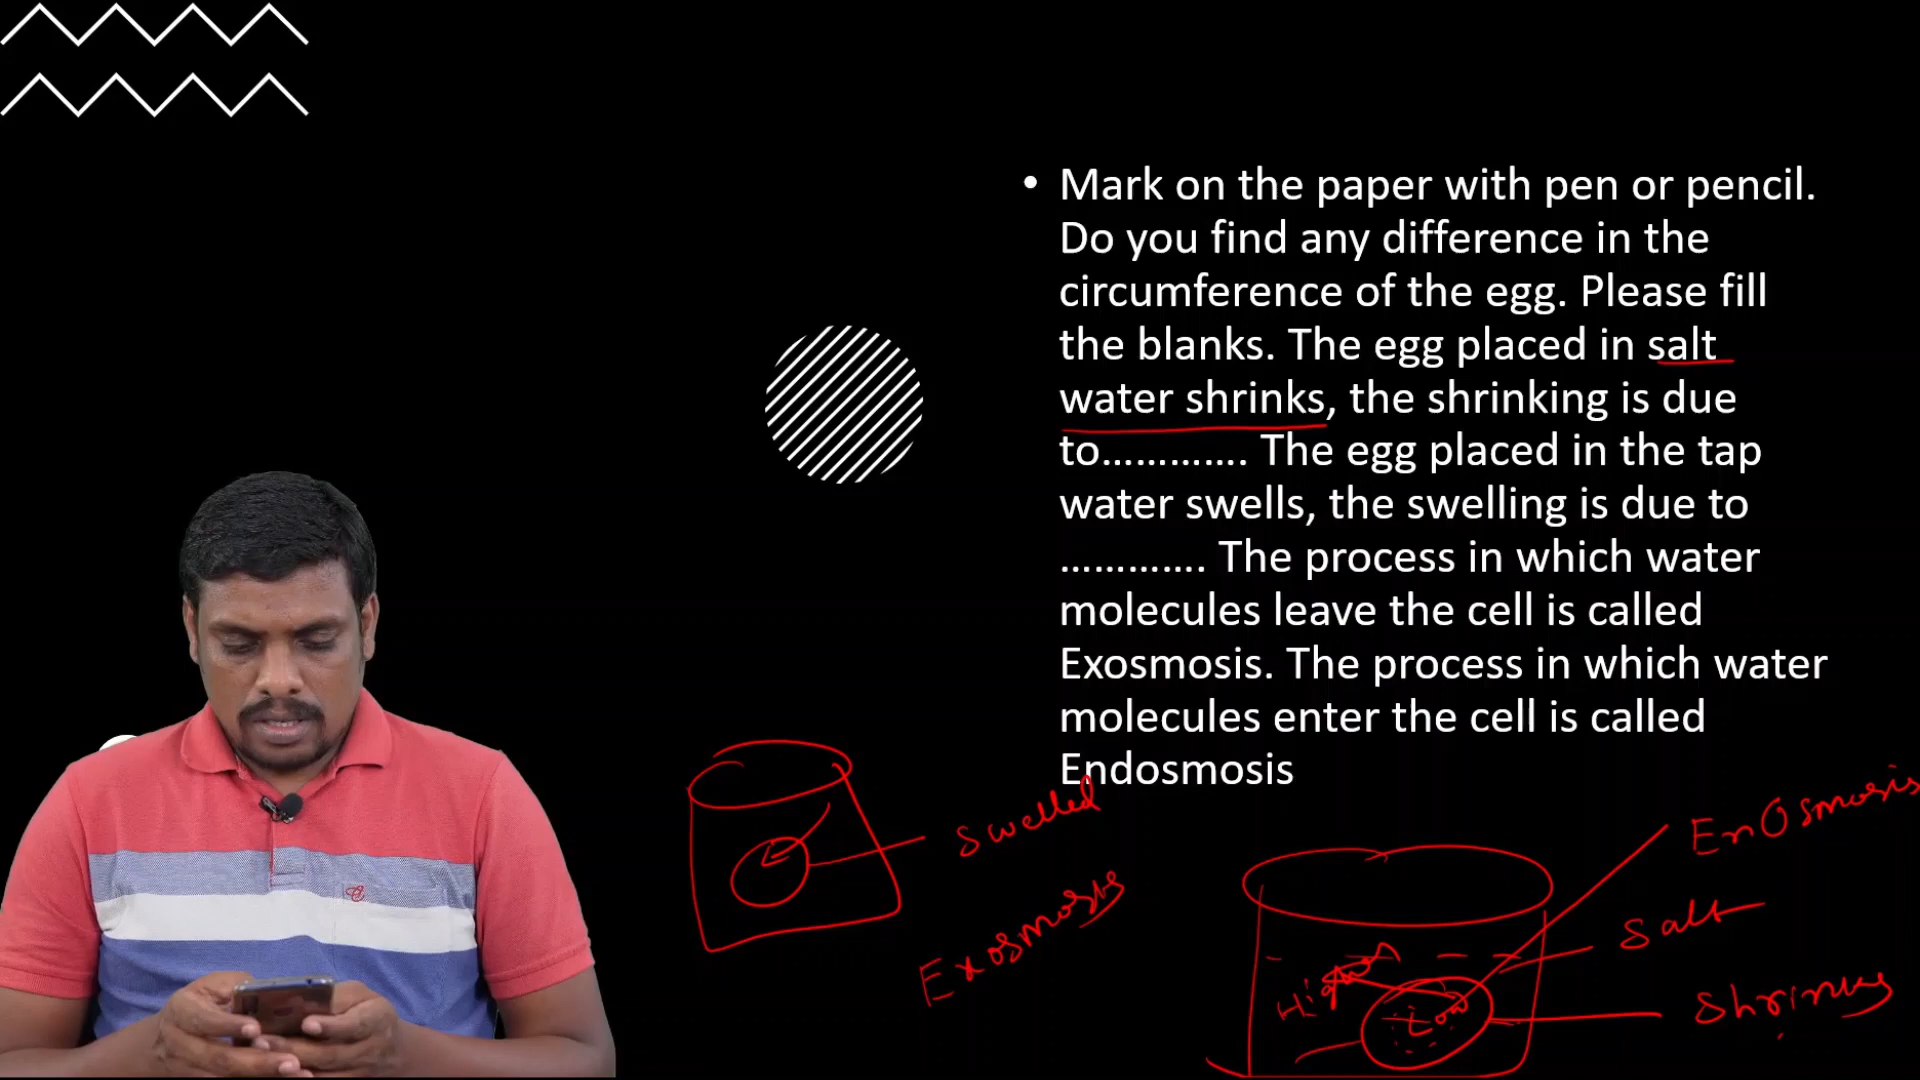 • Mark on the paper with pen or pencil.
Do you find any difference in the
circumference of the egg. Please fill
the blanks. The egg placed in salt
water shrinks, the shrinking is due
to…………. The egg placed in the tap
water swells, the swelling is due to
…………. The process in which water
molecules leave the cell is called
Exosmosis. The process in which water
molecules enter the cell is called
Endosmosis
Swelled
Exosmosis
EnOsmosis
Salt
High
Low
Shrinks